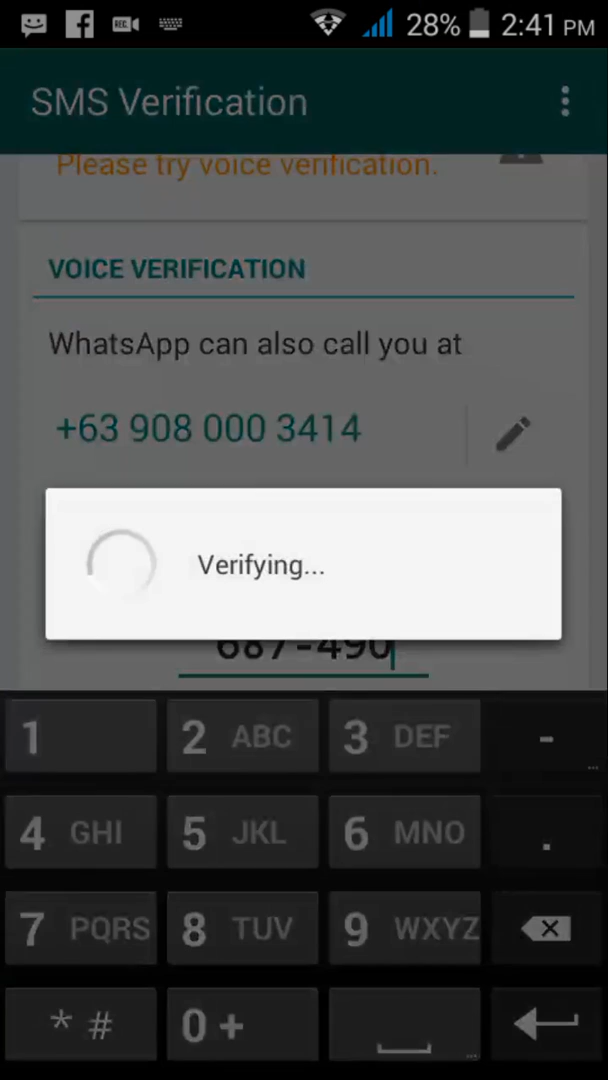 28% 2:41 PM
SMS Verification
Please try voice verification.
VOICE VERIFICATION
WhatsApp can also call you at
+63 908 000 3414
Verifying...
687-490
1 2 ABC 3 DEF -
4 GHI 5 JKL 6 MNO .
7 PQRS 8 TUV 9 WXYZ
* # 0 +